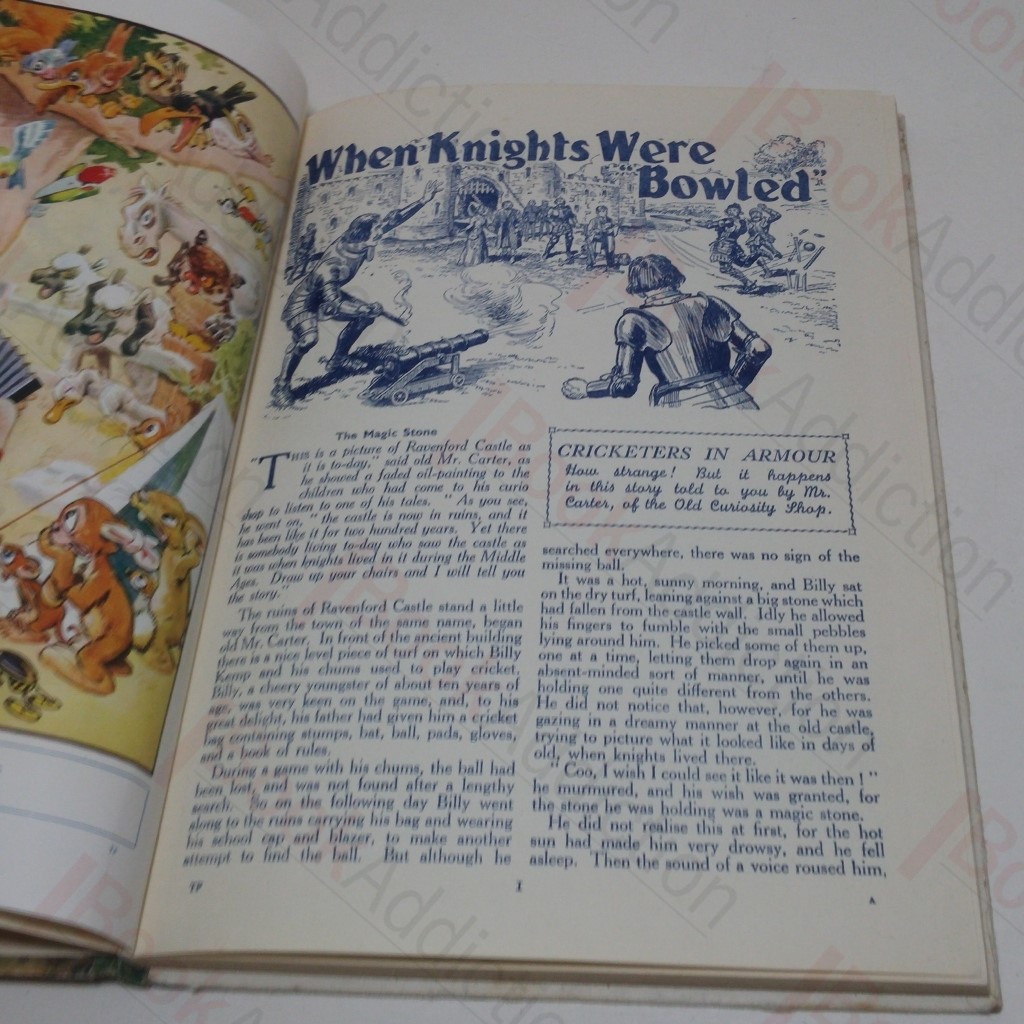 When Knights Were
"Bowled"
The Magic Stone
"THIS is a picture of Ravenford Castle as
it is to-day," said old Mr. Carter, as
he showed a faded oil-painting to the
children who had come to his curio
shop to listen to one of his tales. "As you see,
he went on, "the castle is now in ruins, and it
has been like it for two hundred years. Yet there
is somebody living to-day who saw the castle as
it was when knights lived in it during the Middle
Ages. Draw up your chairs and I will tell you
the story."
The ruins of Ravenford Castle stand a little
way from the town of the same name, began
old Mr. Carter. In front of the ancient building
there is a nice level piece of turf on which Billy
Kemp and his chums used to play cricket.
Billy, a cheery youngster of about ten years of
age, was very keen on the game, and, to his
great delight, his father had given him a cricket
bag containing stumps, bat, ball, pads, gloves,
and a book of rules.
During a game with his chums, the ball had
been lost, and was not found after a lengthy
search. So on the following day Billy went
along to the ruins carrying his bag and wearing
his school cap and blazer, to make another
attempt to find the ball. But although he
CRICKETERS IN ARMOUR
How strange! But it happens
in this story told to you by Mr.
Carter, of the Old Curiosity Shop.
searched everywhere, there was no sign of the
missing ball.
It was a hot, sunny morning, and Billy sat
on the dry turf, leaning against a big stone which
had fallen from the castle wall. Idly he allowed
his fingers to fumble with the small pebbles
lying around him. He picked some of them up,
one at a time, letting them drop again in an
absent-minded sort of manner, until he was
holding one quite different from the others.
He did not notice that, however, for he was
gazing in a dreamy manner at the old castle,
trying to picture what it looked like in days of
old, when knights lived there.
"Coo, I wish I could see it like it was then!"
he murmured, and his wish was granted, for
the stone he was holding was a magic stone.
He did not realise this at first, for the hot
sun had made him very drowsy, and he fell
asleep. Then the sound of a voice roused him,
TP
1
A
BookAddiction